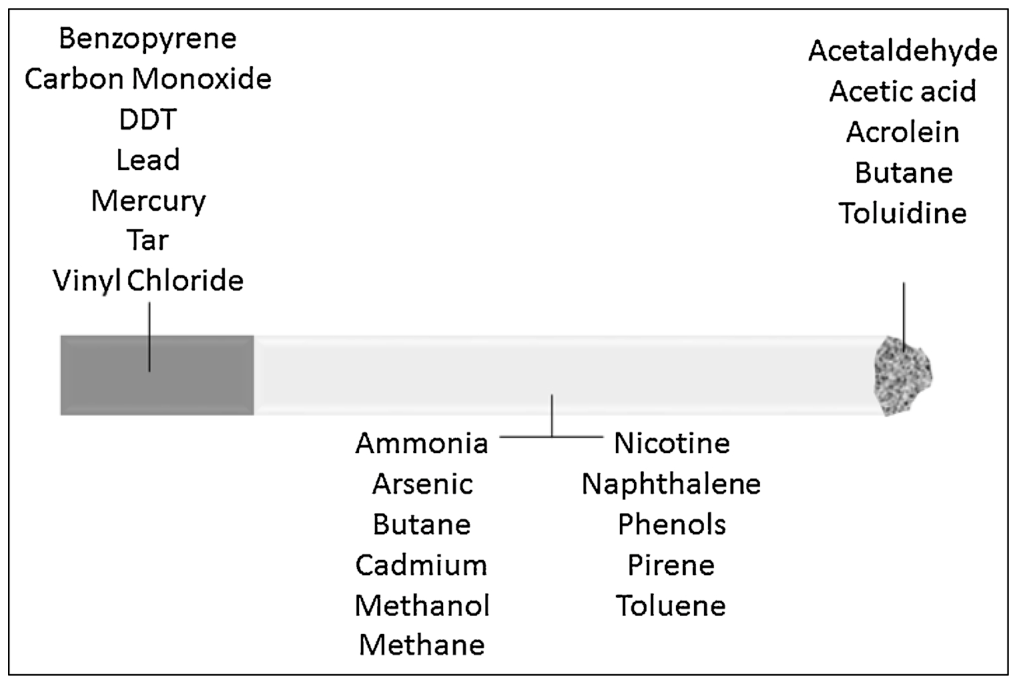 Benzopyrene
Carbon Monoxide
DDT
Lead
Mercury
Tar
Vinyl Chloride
Acetaldehyde
Acetic acid
Acrolein
Butane
Toluidine
Ammonia
Arsenic
Butane
Cadmium
Methanol
Methane
Nicotine
Naphthalene
Phenols
Pirene
Toluene